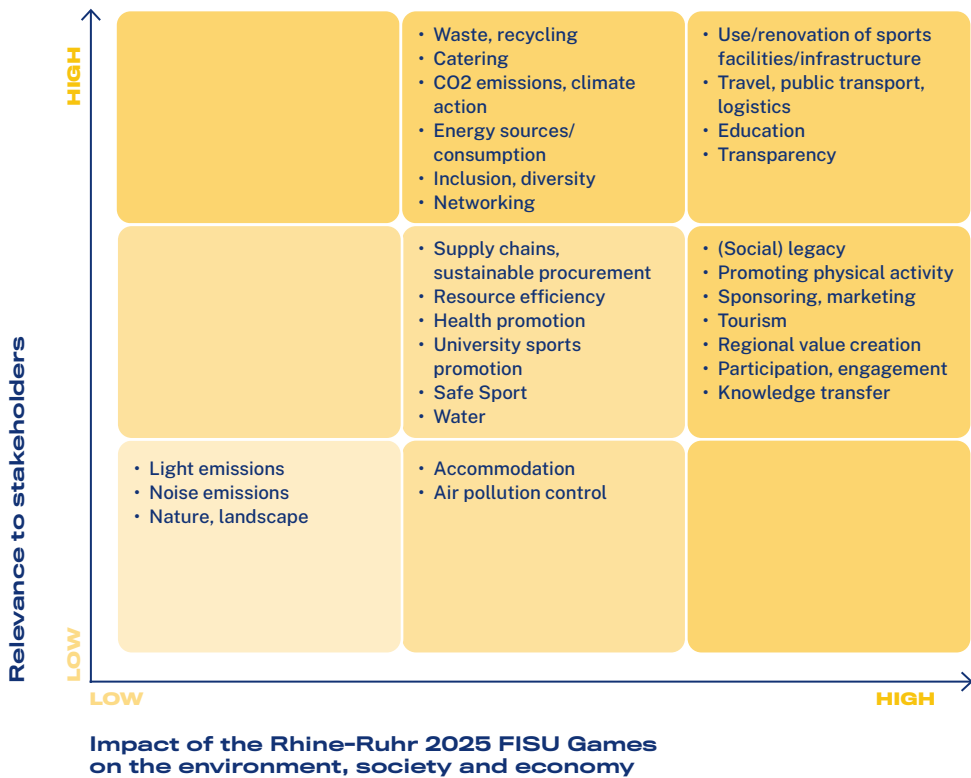 HIGH
• Waste, recycling
• Catering
• CO2 emissions, climate
action
• Energy sources/
consumption
• Inclusion, diversity
• Networking
• Use/renovation of sports
facilities/infrastructure
• Travel, public transport,
logistics
• Education
• Transparency
Relevance to stakeholders
• Supply chains,
sustainable procurement
• Resource efficiency
• Health promotion
• University sports
promotion
• Safe Sport
• Water
• (Social) legacy
• Promoting physical activity
• Sponsoring, marketing
• Tourism
• Regional value creation
• Participation, engagement
• Knowledge transfer
• Light emissions
• Noise emissions
• Nature, landscape
• Accommodation
• Air pollution control
LOW
LOW
HIGH
Impact of the Rhine-Ruhr 2025 FISU Games
on the environment, society and economy